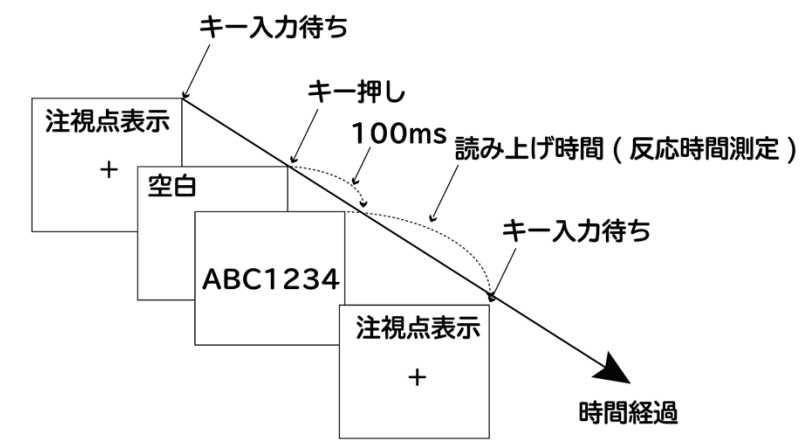 キー入力待ち
キー押し
100ms
読み上げ時間 ( 反応時間測定 )
注視点表示
+
空白
ABC1234
キー入力待ち
注視点表示
+
時間経過